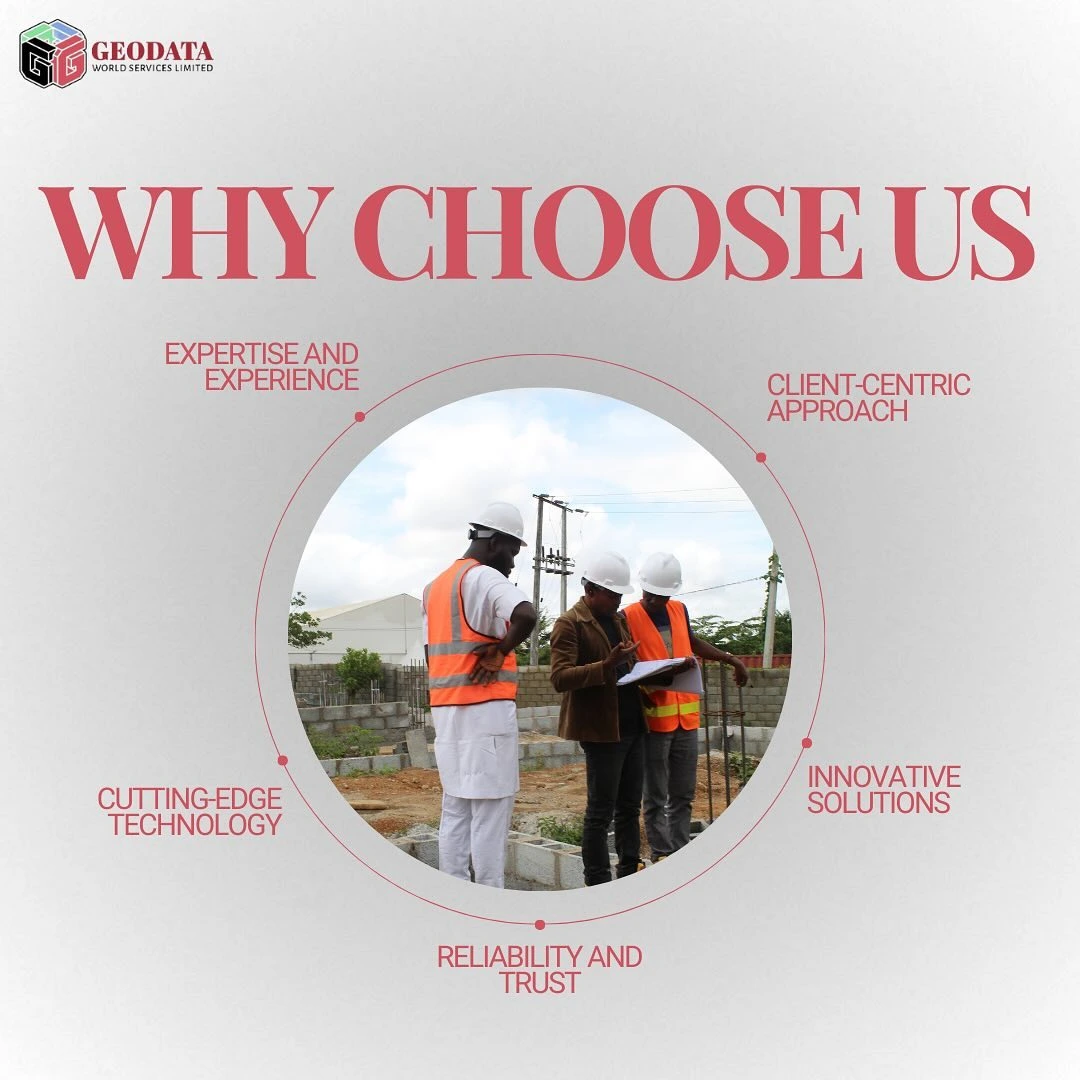 GEODATA
WORLD SERVICES LIMITED
WHY CHOOSE US
EXPERTISE AND
EXPERIENCE
CLIENT-CENTRIC
APPROACH
CUTTING-EDGE
TECHNOLOGY
INNOVATIVE
SOLUTIONS
RELIABILITY AND
TRUST